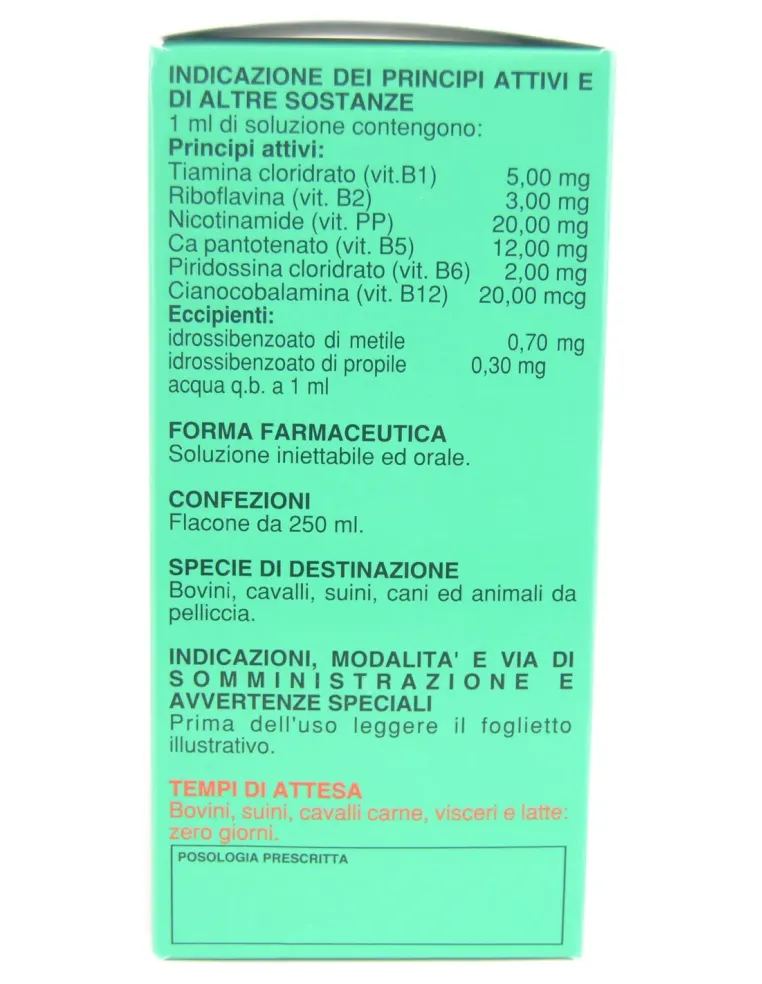 INDICAZIONE DEI PRINCIPI ATTIVI E
DI ALTRE SOSTANZE
1 ml di soluzione contengono:
Principi attivi:
Tiamina cloridrato (vit.B1) 5,00 mg
Riboflavina (vit. B2) 3,00 mg
Nicotinamide (vit. PP) 20,00 mg
Ca pantotenato (vit. B5) 12,00 mg
Piridossina cloridrato (vit. B6) 2,00 mg
Cianocobalamina (vit. B12) 20,00 mcg
Eccipienti:
idrossibenzoato di metile 0,70 mg
idrossibenzoato di propile 0,30 mg
acqua q.b. a 1 ml
FORMA FARMACEUTICA
Soluzione iniettabile ed orale.
CONFEZIONI
Flacone da 250 ml.
SPECIE DI DESTINAZIONE
Bovini, cavalli, suini, cani ed animali da
pelliccia.
INDICAZIONI, MODALITA' E VIA DI
SOMMINISTRAZIONE E
AVVERTENZE SPECIALI
Prima dell'uso leggere il foglietto
illustrativo.
TEMPI DI ATTESA
Bovini, suini, cavalli carne, visceri e latte:
zero giorni.
POSOLOGIA PRESCRITTA